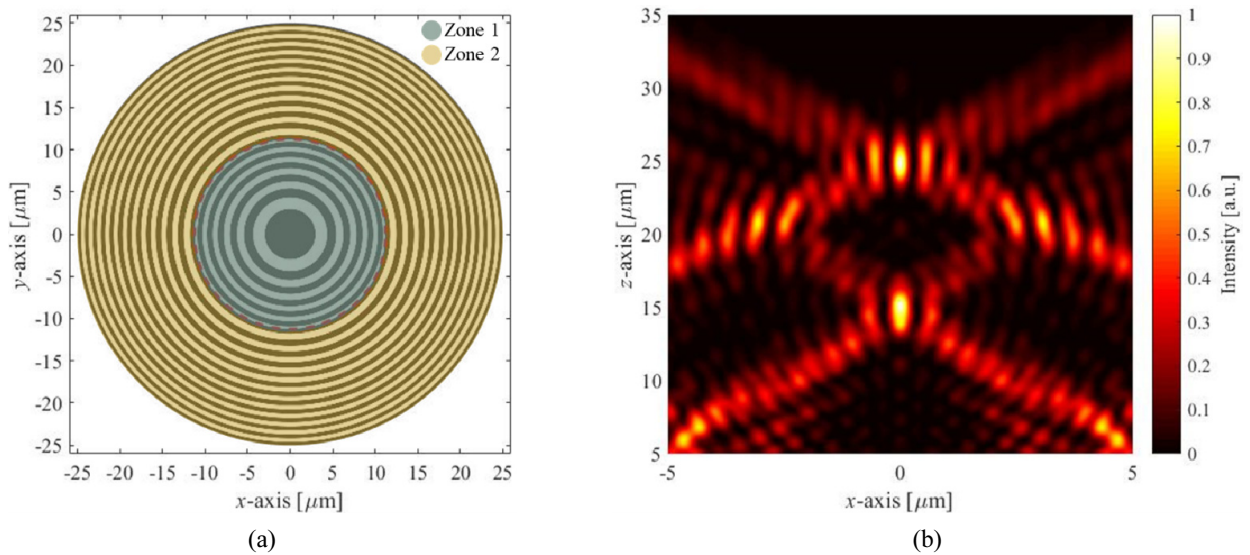 25
20
15
10
5
0
-5
-10
-15
-20
-25
y-axis [μm]
-25 -20 -15 -10 -5 0 5 10 15 20 25
x-axis [μm]
Zone 1
Zone 2
(a)
35
30
25
20
15
10
5
z-axis [μm]
-5 0 5
x-axis [μm]
1
0.9
0.8
0.7
0.6
0.5
0.4
0.3
0.2
0.1
0
Intensity [a.u.]
(b)